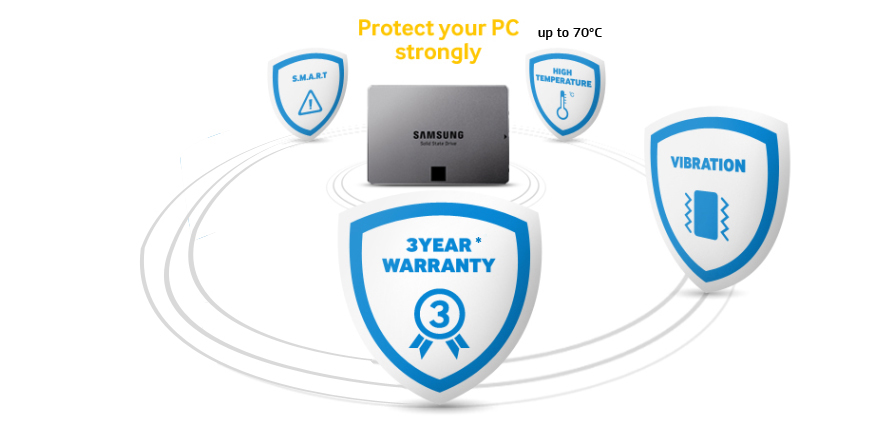 Protect your PC
strongly
up to 70°C
S.M.A.R.T
HIGH
TEMPERATURE
°C
SAMSUNG
Solid State Drive
VIBRATION
3YEAR*
WARRANTY
3